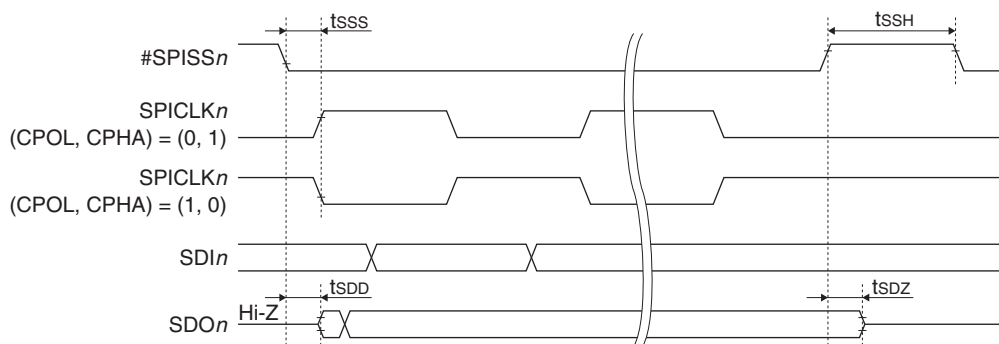 tSSS
tSSH
#SPISSn
SPICLKn
(CPOL, CPHA) = (0, 1)
SPICLKn
(CPOL, CPHA) = (1, 0)
SDIn
tSDD
tSDZ
Hi-Z
SDOn